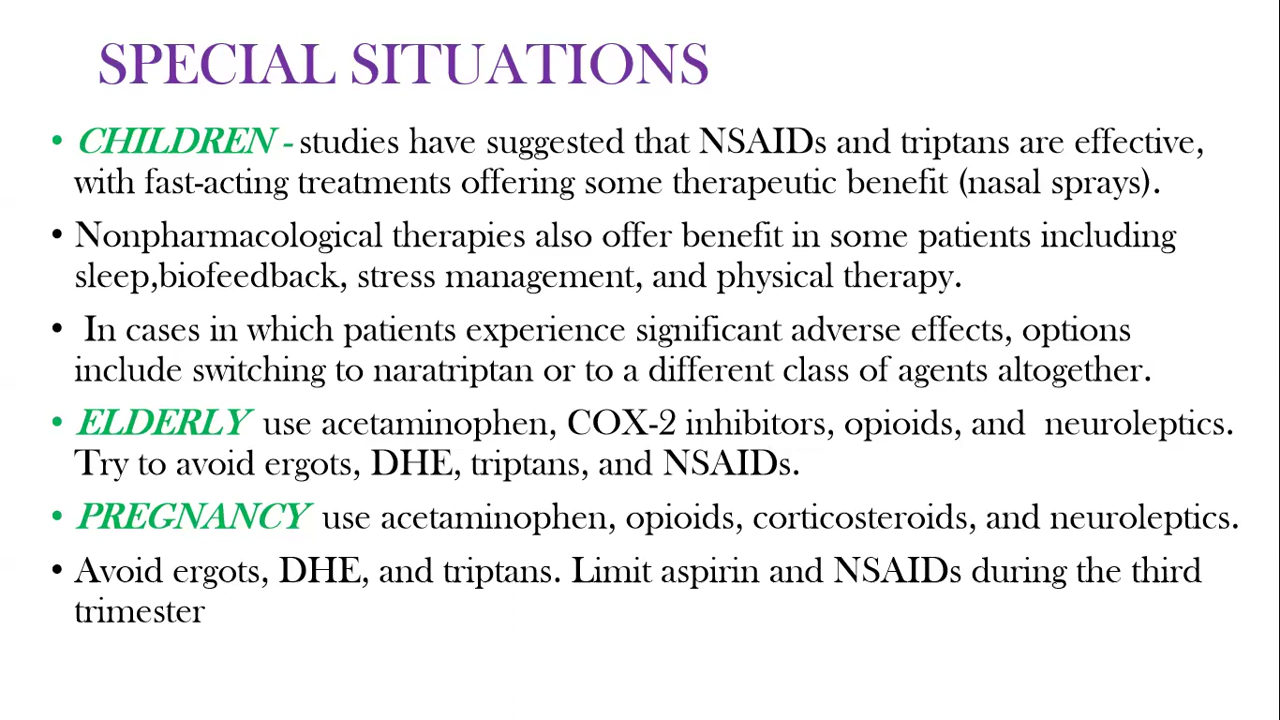 SPECIAL SITUATIONS
• CHILDREN - studies have suggested that NSAIDs and triptans are effective,
with fast-acting treatments offering some therapeutic benefit (nasal sprays).
• Nonpharmacological therapies also offer benefit in some patients including
sleep,biofeedback, stress management, and physical therapy.
• In cases in which patients experience significant adverse effects, options
include switching to naratriptan or to a different class of agents altogether.
• ELDERLY use acetaminophen, COX-2 inhibitors, opioids, and neuroleptics.
Try to avoid ergots, DHE, triptans, and NSAIDs.
• PREGNANCY use acetaminophen, opioids, corticosteroids, and neuroleptics.
• Avoid ergots, DHE, and triptans. Limit aspirin and NSAIDs during the third
trimester